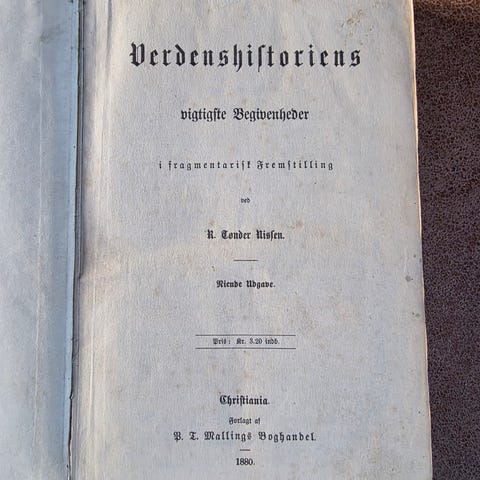 Verdenshistoriens
vigtigste Begivenheder
i fragmentarisk Fremstilling
ved
R. Tønder Nissen.
Niende Udgave.
Pris: Kr. 3.20 indb.
Christiania.
Forlagt af
P. T. Mallings Boghandel.
1880.